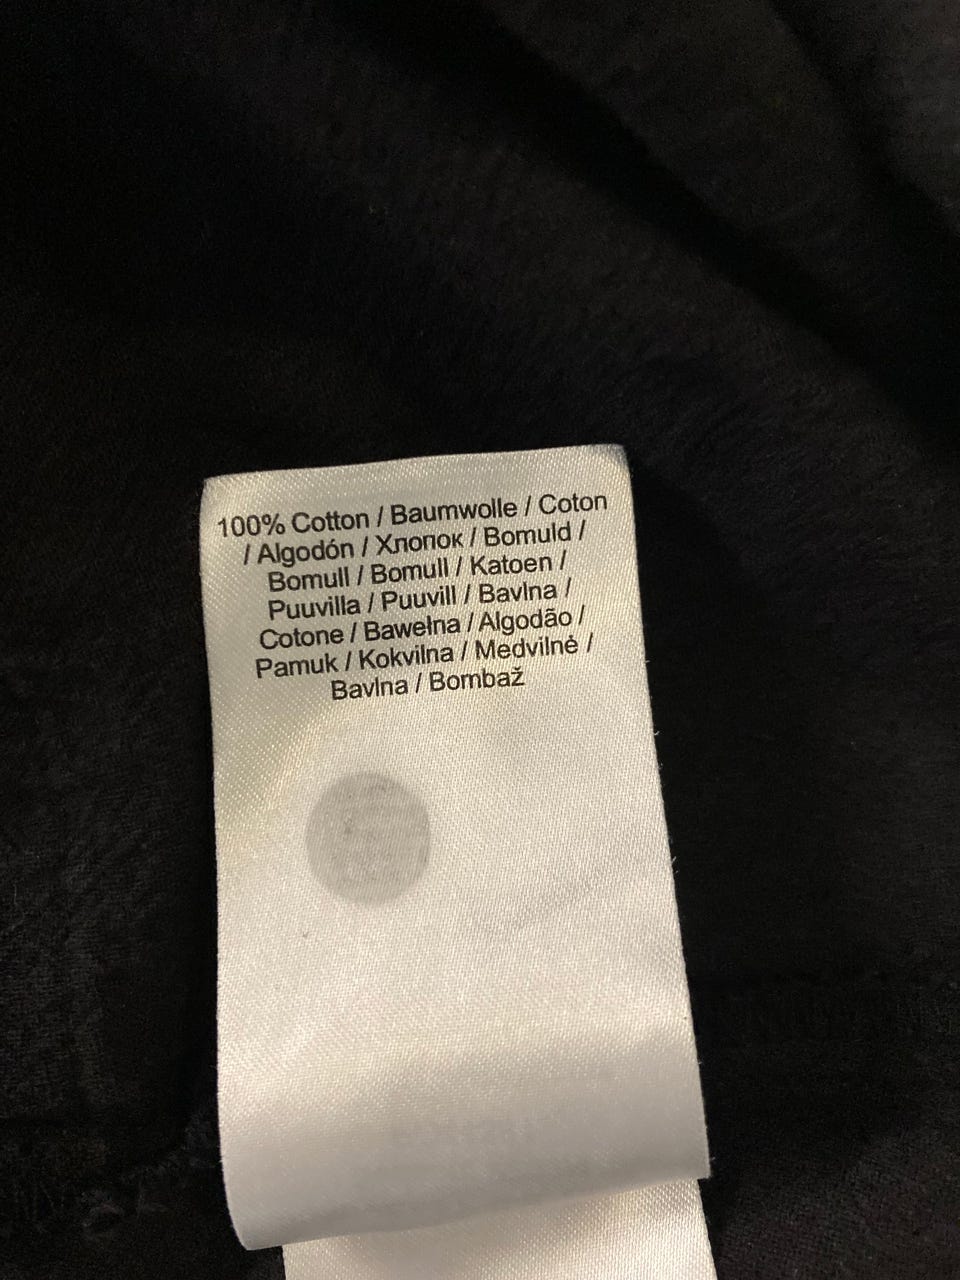 100% Cotton / Baumwolle / Coton
/ Algodón / Хлопок / Bomuld /
Bomull / Bomull / Katoen /
Puuvilla / Puuvill / Bavlna /
Cotone / Bawełna / Algodão /
Pamuk / Kokvilna / Medvilnė /
Bavlna / Bombaž